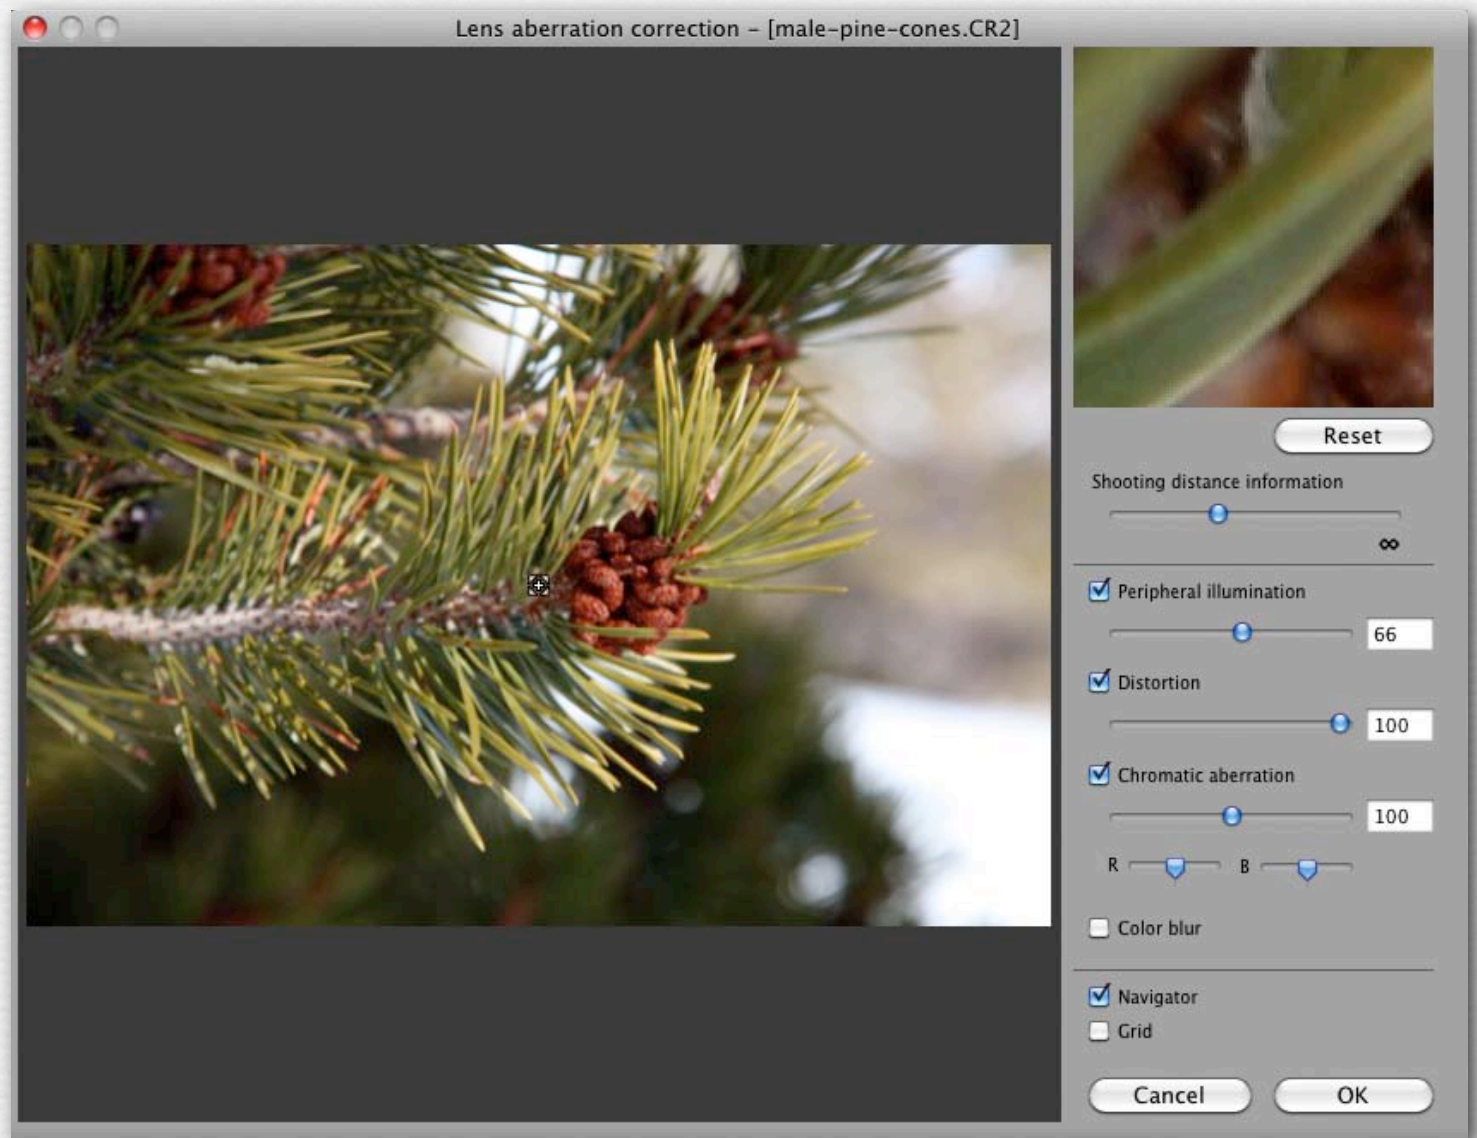 Lens aberration correction – [male-pine-cones.CR2]
Reset
Shooting distance information
∞
Peripheral illumination
66
Distortion
100
Chromatic aberration
100
R B
Color blur
Navigator
Grid
Cancel OK